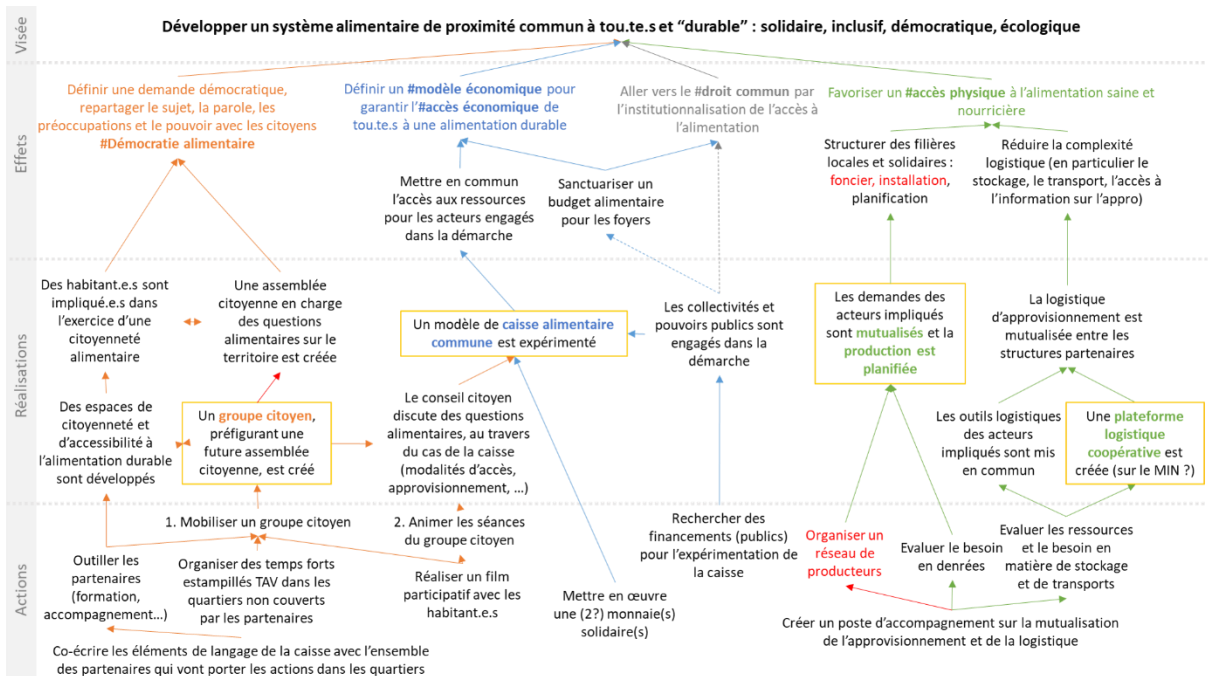 Visée
Développer un système alimentaire de proximité commun à tou.te.s et “durable” : solidaire, inclusif, démocratique, écologique
Effets
Définir une demande démocratique,
repartager le sujet, la parole, les
préoccupations et le pouvoir avec les citoyens
#Démocratie alimentaire
Définir un #modèle économique pour
garantir l’#accès économique de
tou.te.s à une alimentation durable
Aller vers le #droit commun par
l’institutionnalisation de l’accès à
l’alimentation
Favoriser un #accès physique à l’alimentation saine et
nourricière
Mettre en commun
l’accès aux ressources
pour les acteurs engagés
dans la démarche
Sanctuariser un
budget alimentaire
pour les foyers
Structurer des filières
locales et solidaires :
foncier, installation,
planification
Réduire la complexité
logistique (en particulier le
stockage, le transport, l’accès à
l’information sur l’appro)
Réalisations
Des habitant.e.s sont
impliqué.e.s dans
l’exercice d’une
citoyenneté
alimentaire
Une assemblée
citoyenne en charge
des questions
alimentaires sur le
territoire est créée
Un modèle de caisse alimentaire
commune est expérimenté
Les collectivités et
pouvoirs publics sont
engagés dans la
démarche
Les demandes des
acteurs impliqués
sont mutualisés et la
production est
planifiée
La logistique
d’approvisionnement est
mutualisée entre les
structures partenaires
Des espaces de
citoyenneté et
d’accessibilité à
l’alimentation durable
sont développés
Un groupe citoyen,
préfigurant une
future assemblée
citoyenne, est créé
Le conseil citoyen
discute des questions
alimentaires, au travers
du cas de la caisse
(modalités d’accès,
approvisionnement, …)
Les outils logistiques
des acteurs
impliqués sont mis
en commun
Une plateforme
logistique
coopérative est
créée (sur le MIN ?)
Actions
1. Mobiliser un groupe citoyen
2. Animer les séances
du groupe citoyen
Rechercher des
financements (publics)
pour l’expérimentation de
la caisse
Organiser un
réseau de
producteurs
Evaluer le besoin
en denrées
Evaluer les ressources
et le besoin en
matière de stockage
et de transports
Outiller les
partenaires
(formation,
accompagnement…)
Organiser des temps forts
estampillés TAV dans les
quartiers non couverts
par les partenaires
Réaliser un film
participatif avec les
habitant.e.s
Mettre en œuvre
une (2?) monnaie(s)
solidaire(s)
Créer un poste d’accompagnement sur la mutualisation
de l’approvisionnement et de la logistique
Co-écrire les éléments de langage de la caisse avec l’ensemble
des partenaires qui vont porter les actions dans les quartiers